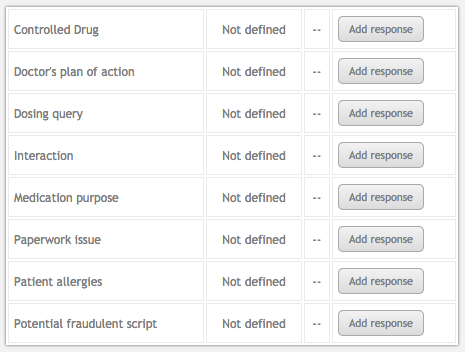 Controlled Drug Not defined -- Add response
Doctor's plan of action Not defined -- Add response
Dosing query Not defined -- Add response
Interaction Not defined -- Add response
Medication purpose Not defined -- Add response
Paperwork issue Not defined -- Add response
Patient allergies Not defined -- Add response
Potential fraudulent script Not defined -- Add response